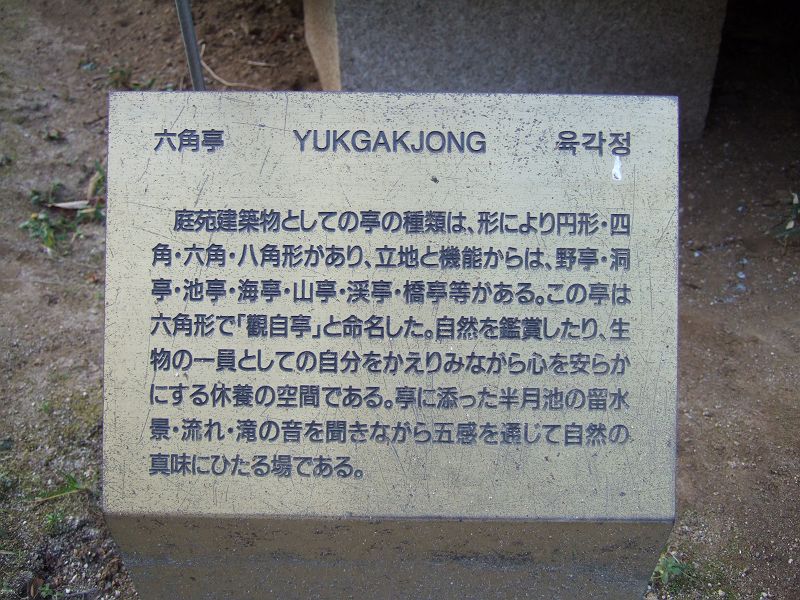 六角亭 YUKGAKJONG 육각정
庭苑建築物としての亭の種類は、形により円形・四
角・六角・八角形があり、立地と機能からは、野亭・洞
亭・池亭・海亭・山亭・渓亭・橋亭等がある。この亭は
六角形で「觀自亭」と命名した。自然を鑑賞したり、生
物の一員としての自分をかえりみながら心を安らか
にする休養の空間である。亭に添った半月池の留水
景・流れ・滝の音を聞きながら五感を通じて自然の
真味にひたる場である。